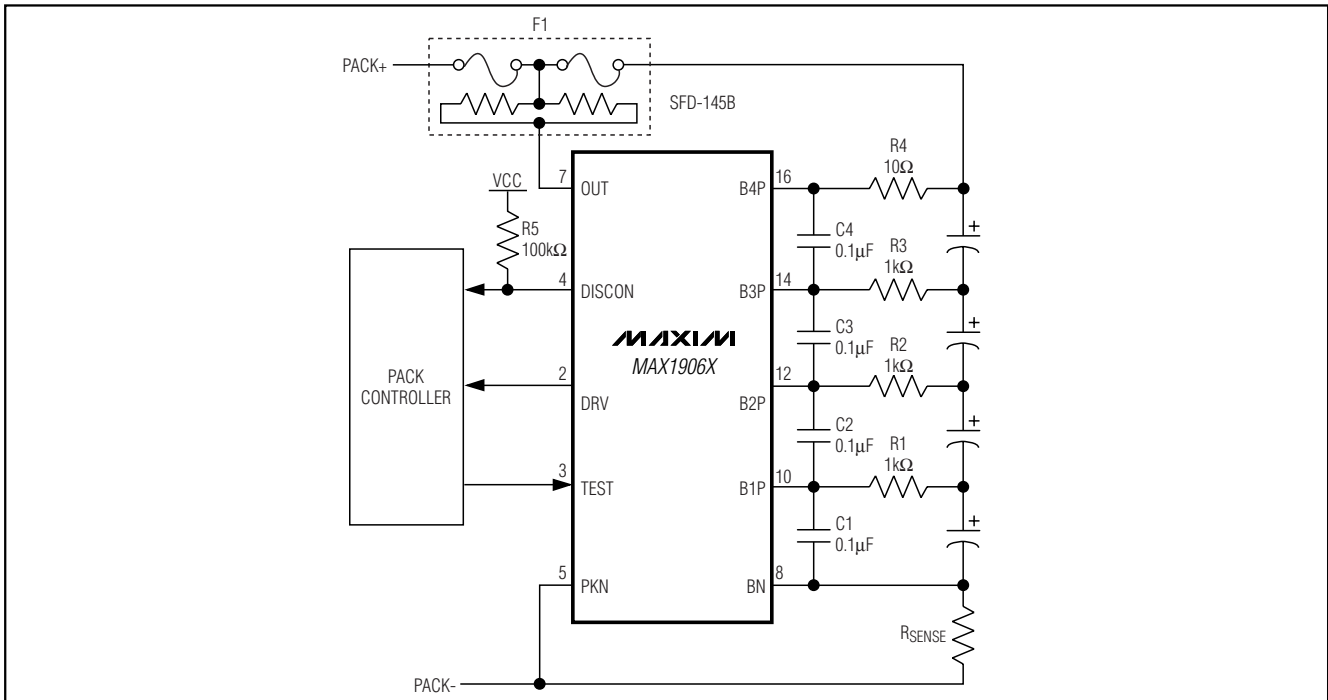 F1
PACK+
SFD-145B
R4
10Ω
7
OUT
B4P
16
VCC
R5
100kΩ
C4
0.1µF
R3
1kΩ
4
DISCON
B3P
14
MAXIM
MAX1906X
C3
0.1µF
R2
1kΩ
PACK
CONTROLLER
2
DRV
B2P
12
C2
0.1µF
R1
1kΩ
3
TEST
B1P
10
C1
0.1µF
5
PKN
BN
8
RSENSE
PACK-
+
+
+
+